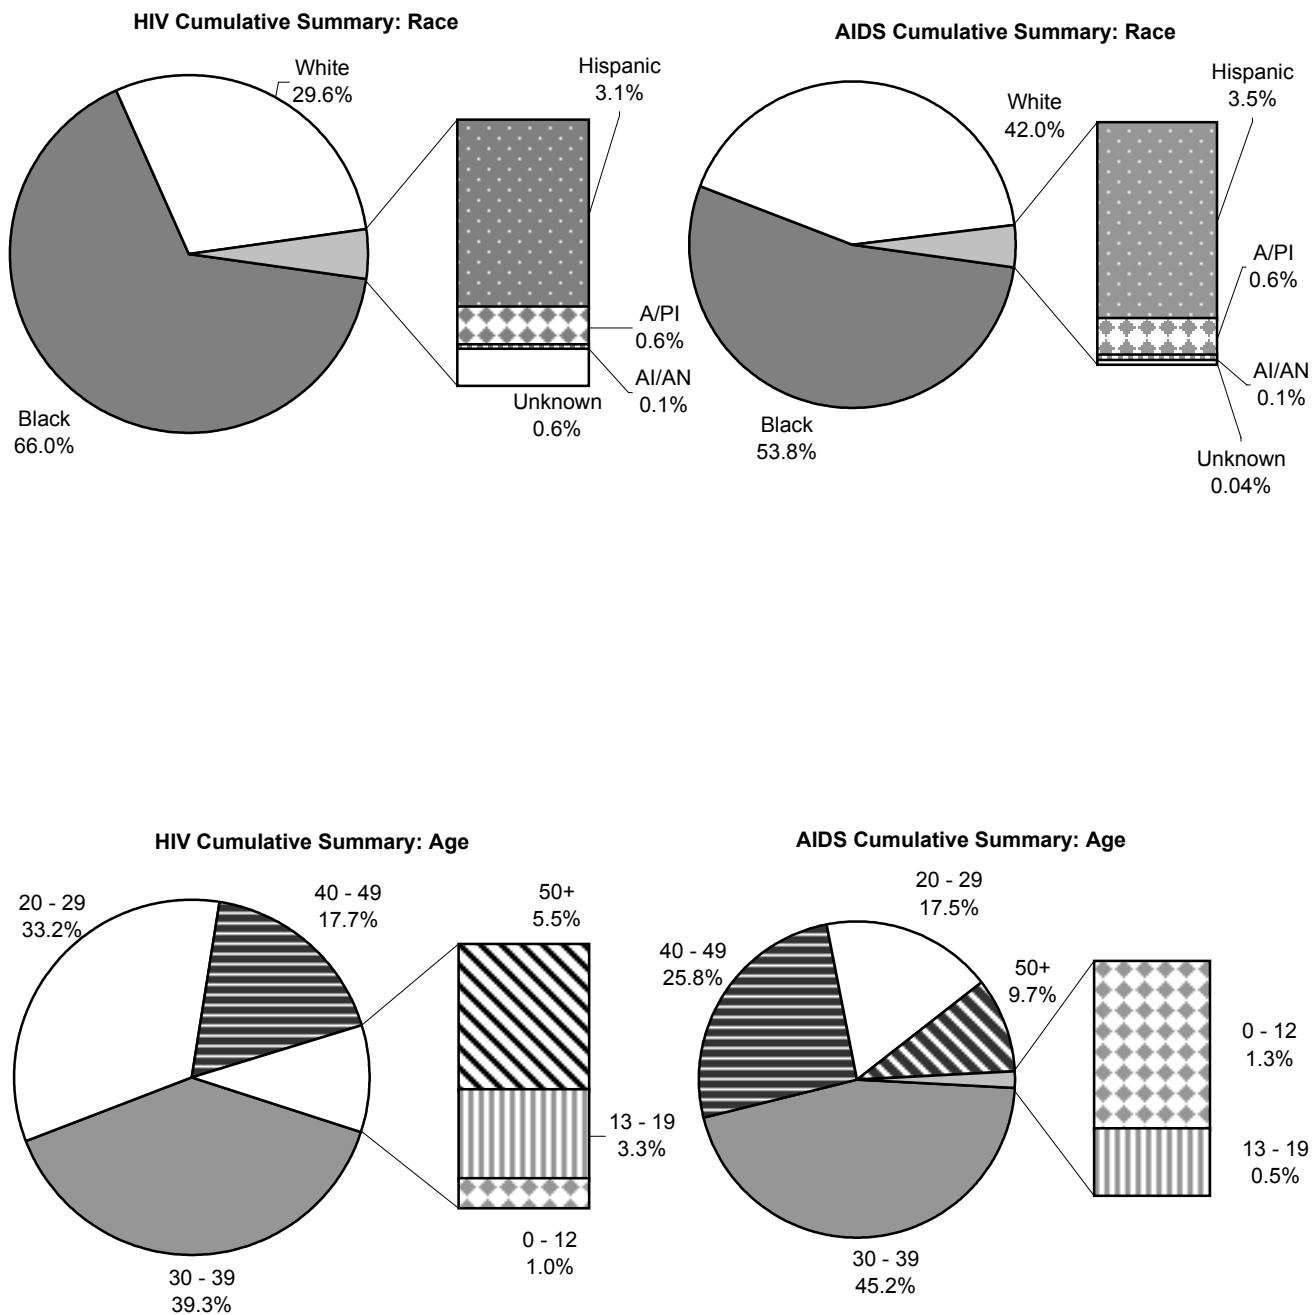 HIV Cumulative Summary: Race
White
29.6%
Hispanic
3.1%
A/PI
0.6%
AI/AN
0.1%
Unknown
0.6%
Black
66.0%
AIDS Cumulative Summary: Race
White
42.0%
Hispanic
3.5%
A/PI
0.6%
AI/AN
0.1%
Unknown
0.04%
Black
53.8%
HIV Cumulative Summary: Age
20 - 29
33.2%
40 - 49
17.7%
50+
5.5%
13 - 19
3.3%
0 - 12
1.0%
30 - 39
39.3%
AIDS Cumulative Summary: Age
20 - 29
17.5%
40 - 49
25.8%
50+
9.7%
0 - 12
1.3%
13 - 19
0.5%
30 - 39
45.2%